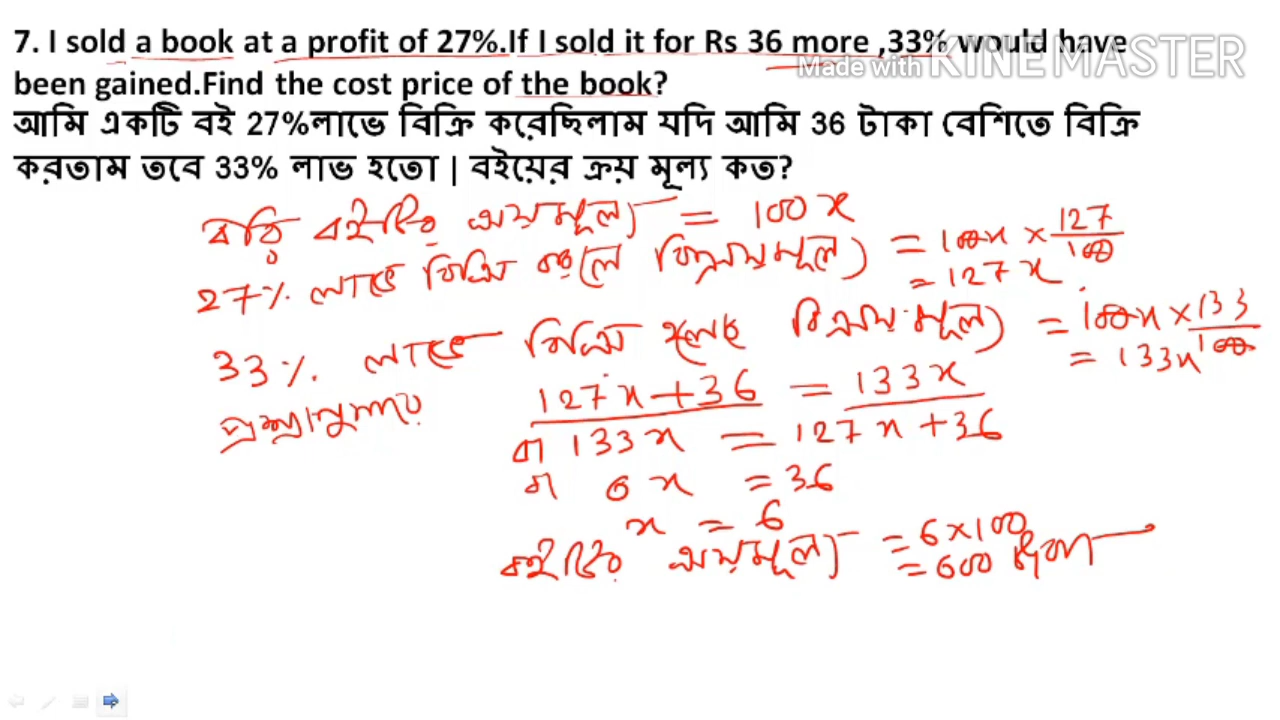 7. I sold a book at a profit of 27%.If I sold it for Rs 36 more ,33% would have
Made with KINEMASTER
been gained.Find the cost price of the book?
আমি একটি বই 27%লাভে বিক্রি করেছিলাম যদি আমি 36 টাকা বেশিতে বিক্রি
করতাম তবে 33% লাভ হতো | বইয়ের ক্রয় মূল্য কত?
ধরি বইটির ক্রয়মূল্য = 100x
27% লাভে বিক্রি করলে বিক্রয়মূল্য = 100x × 127/100
= 127x
33% লাভে বিক্রি হলে বিক্রয়মূল্য = 100x × 133/100
= 133x
প্রশ্নানুসারে 127x + 36 = 133x
বা 133x = 127x + 36
বা 6x = 36
x = 6
বইটির ক্রয়মূল্য = 6 × 100
= 600 টাকা